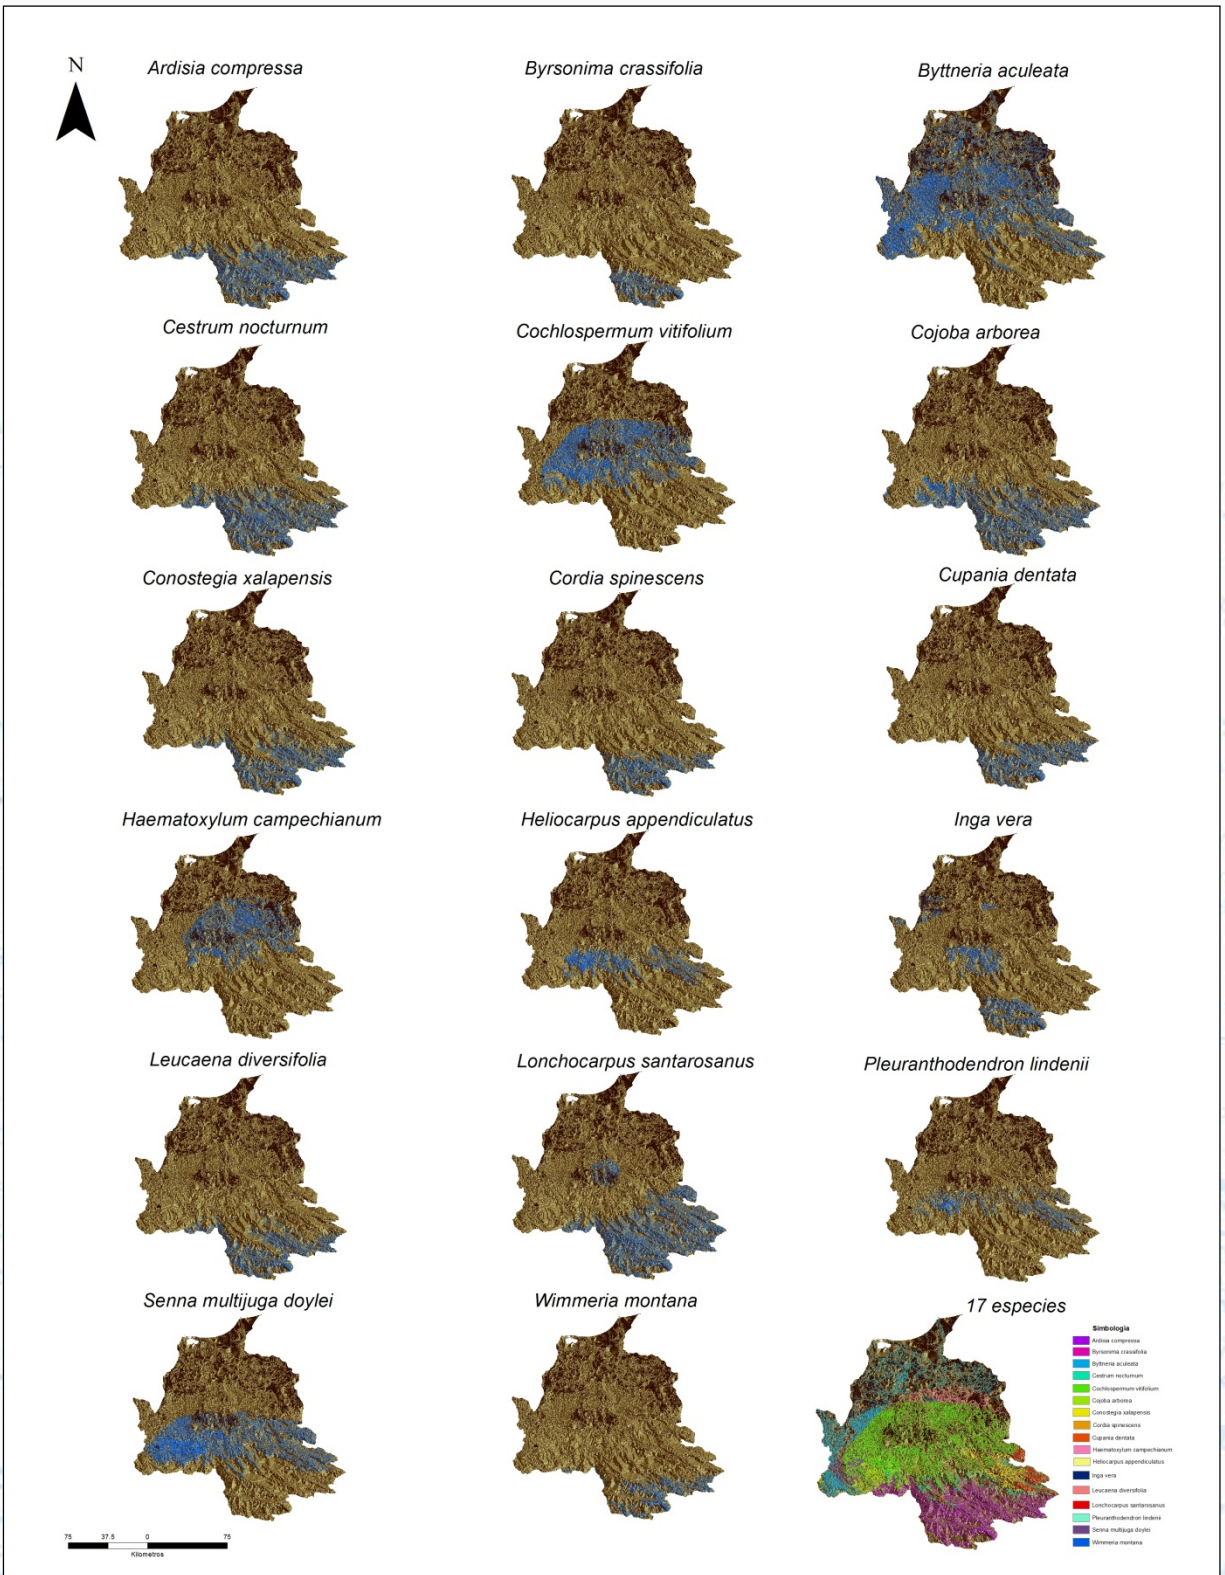 N
Ardisia compressa
Byrsonima crassifolia
Byttneria aculeata
Cestrum nocturnum
Cochlospermum vitifolium
Cojoba arborea
Conostegia xalapensis
Cordia spinescens
Cupania dentata
Haematoxylum campechianum
Heliocarpus appendiculatus
Inga vera
Leucaena diversifolia
Lonchocarpus santarosanus
Pleuranthodendron lindenii
Senna multijuga doylei
Wimmeria montana
17 especies
Simbología
Ardisia compressa
Byrsonima crassifolia
Byttneria aculeata
Cestrum nocturnum
Cochlospermum vitifolium
Cojoba arborea
Conostegia xalapensis
Cordia spinescens
Cupania dentata
Haematoxylum campechianum
Heliocarpus appendiculatus
Inga vera
Leucaena diversifolia
Lonchocarpus santarosanus
Pleuranthodendron lindenii
Senna multijuga doylei
Wimmeria montana
75 37.5 0 75
Kilometros